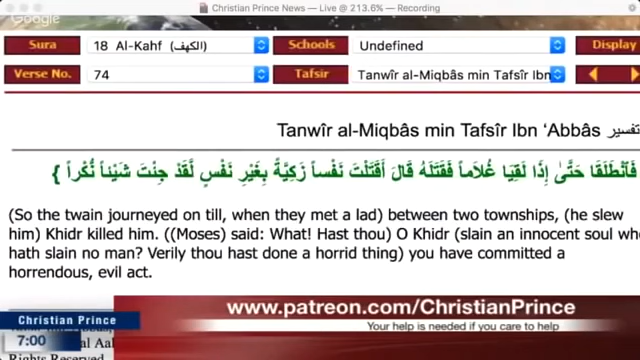 Google
Christian Prince News — Live @ 213.6% — Recording
Sura 18 Al-Kahf (الكهف) Schools Undefined Display
Verse No. 74 Tafsir Tanwîr al-Miqbâs min Tafsîr Ibn
Tanwîr al-Miqbâs min Tafsîr Ibn ‘Abbâs تفسير
فَٱنْطَلَقَا حَتَّىٰ إِذَا لَقِيَا غُلاَماً فَقَتَلَهُ قَالَ أَقَتَلْتَ نَفْساً زَكِيَّةً بِغَيْرِ نَفْسٍ لَّقَدْ جِئْتَ شَيْئاً نُّكْراً }
(So the twain journeyed on till, when they met a lad) between two townships, (he slew
him) Khidr killed him. ((Moses) said: What! Hast thou) O Khidr (slain an innocent soul who
hath slain no man? Verily thou hast done a horrid thing) you have committed a
horrendous, evil act.
www.patreon.com/ChristianPrince
Christian Prince
Your help is needed if you care to help
7:00
Rights Reserved